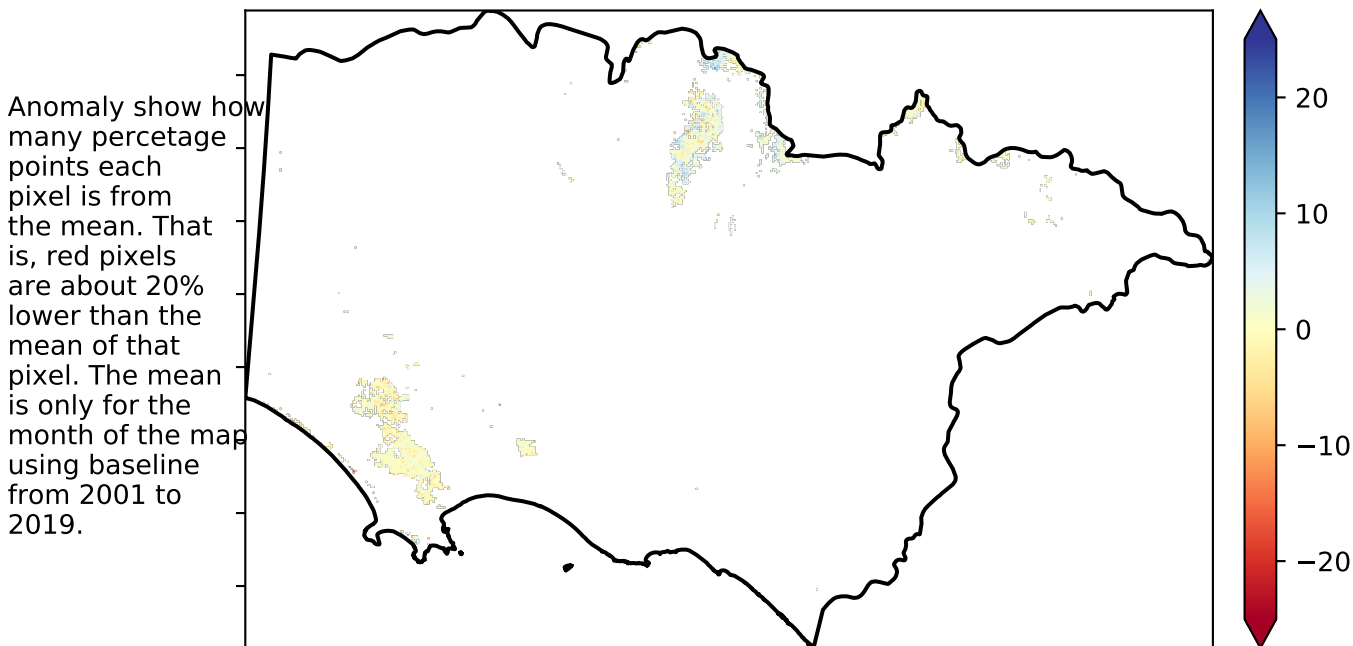 Anomaly show how
many percetage
points each
pixel is from
the mean. That
is, red pixels
are about 20%
lower than the
mean of that
pixel. The mean
is only for the
month of the map
using baseline
from 2001 to
2019.
20
10
0
−10
−20